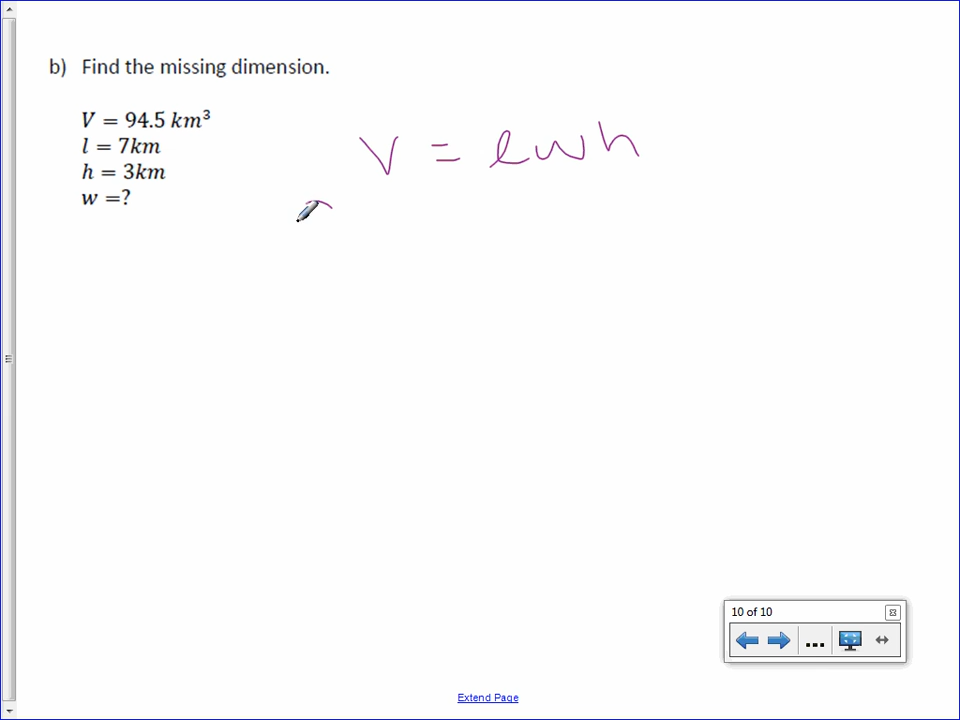 b) Find the missing dimension.
V = 94.5 km³
l = 7km
h = 3km
w =?
V = lwh
10 of 10
...
Extend Page